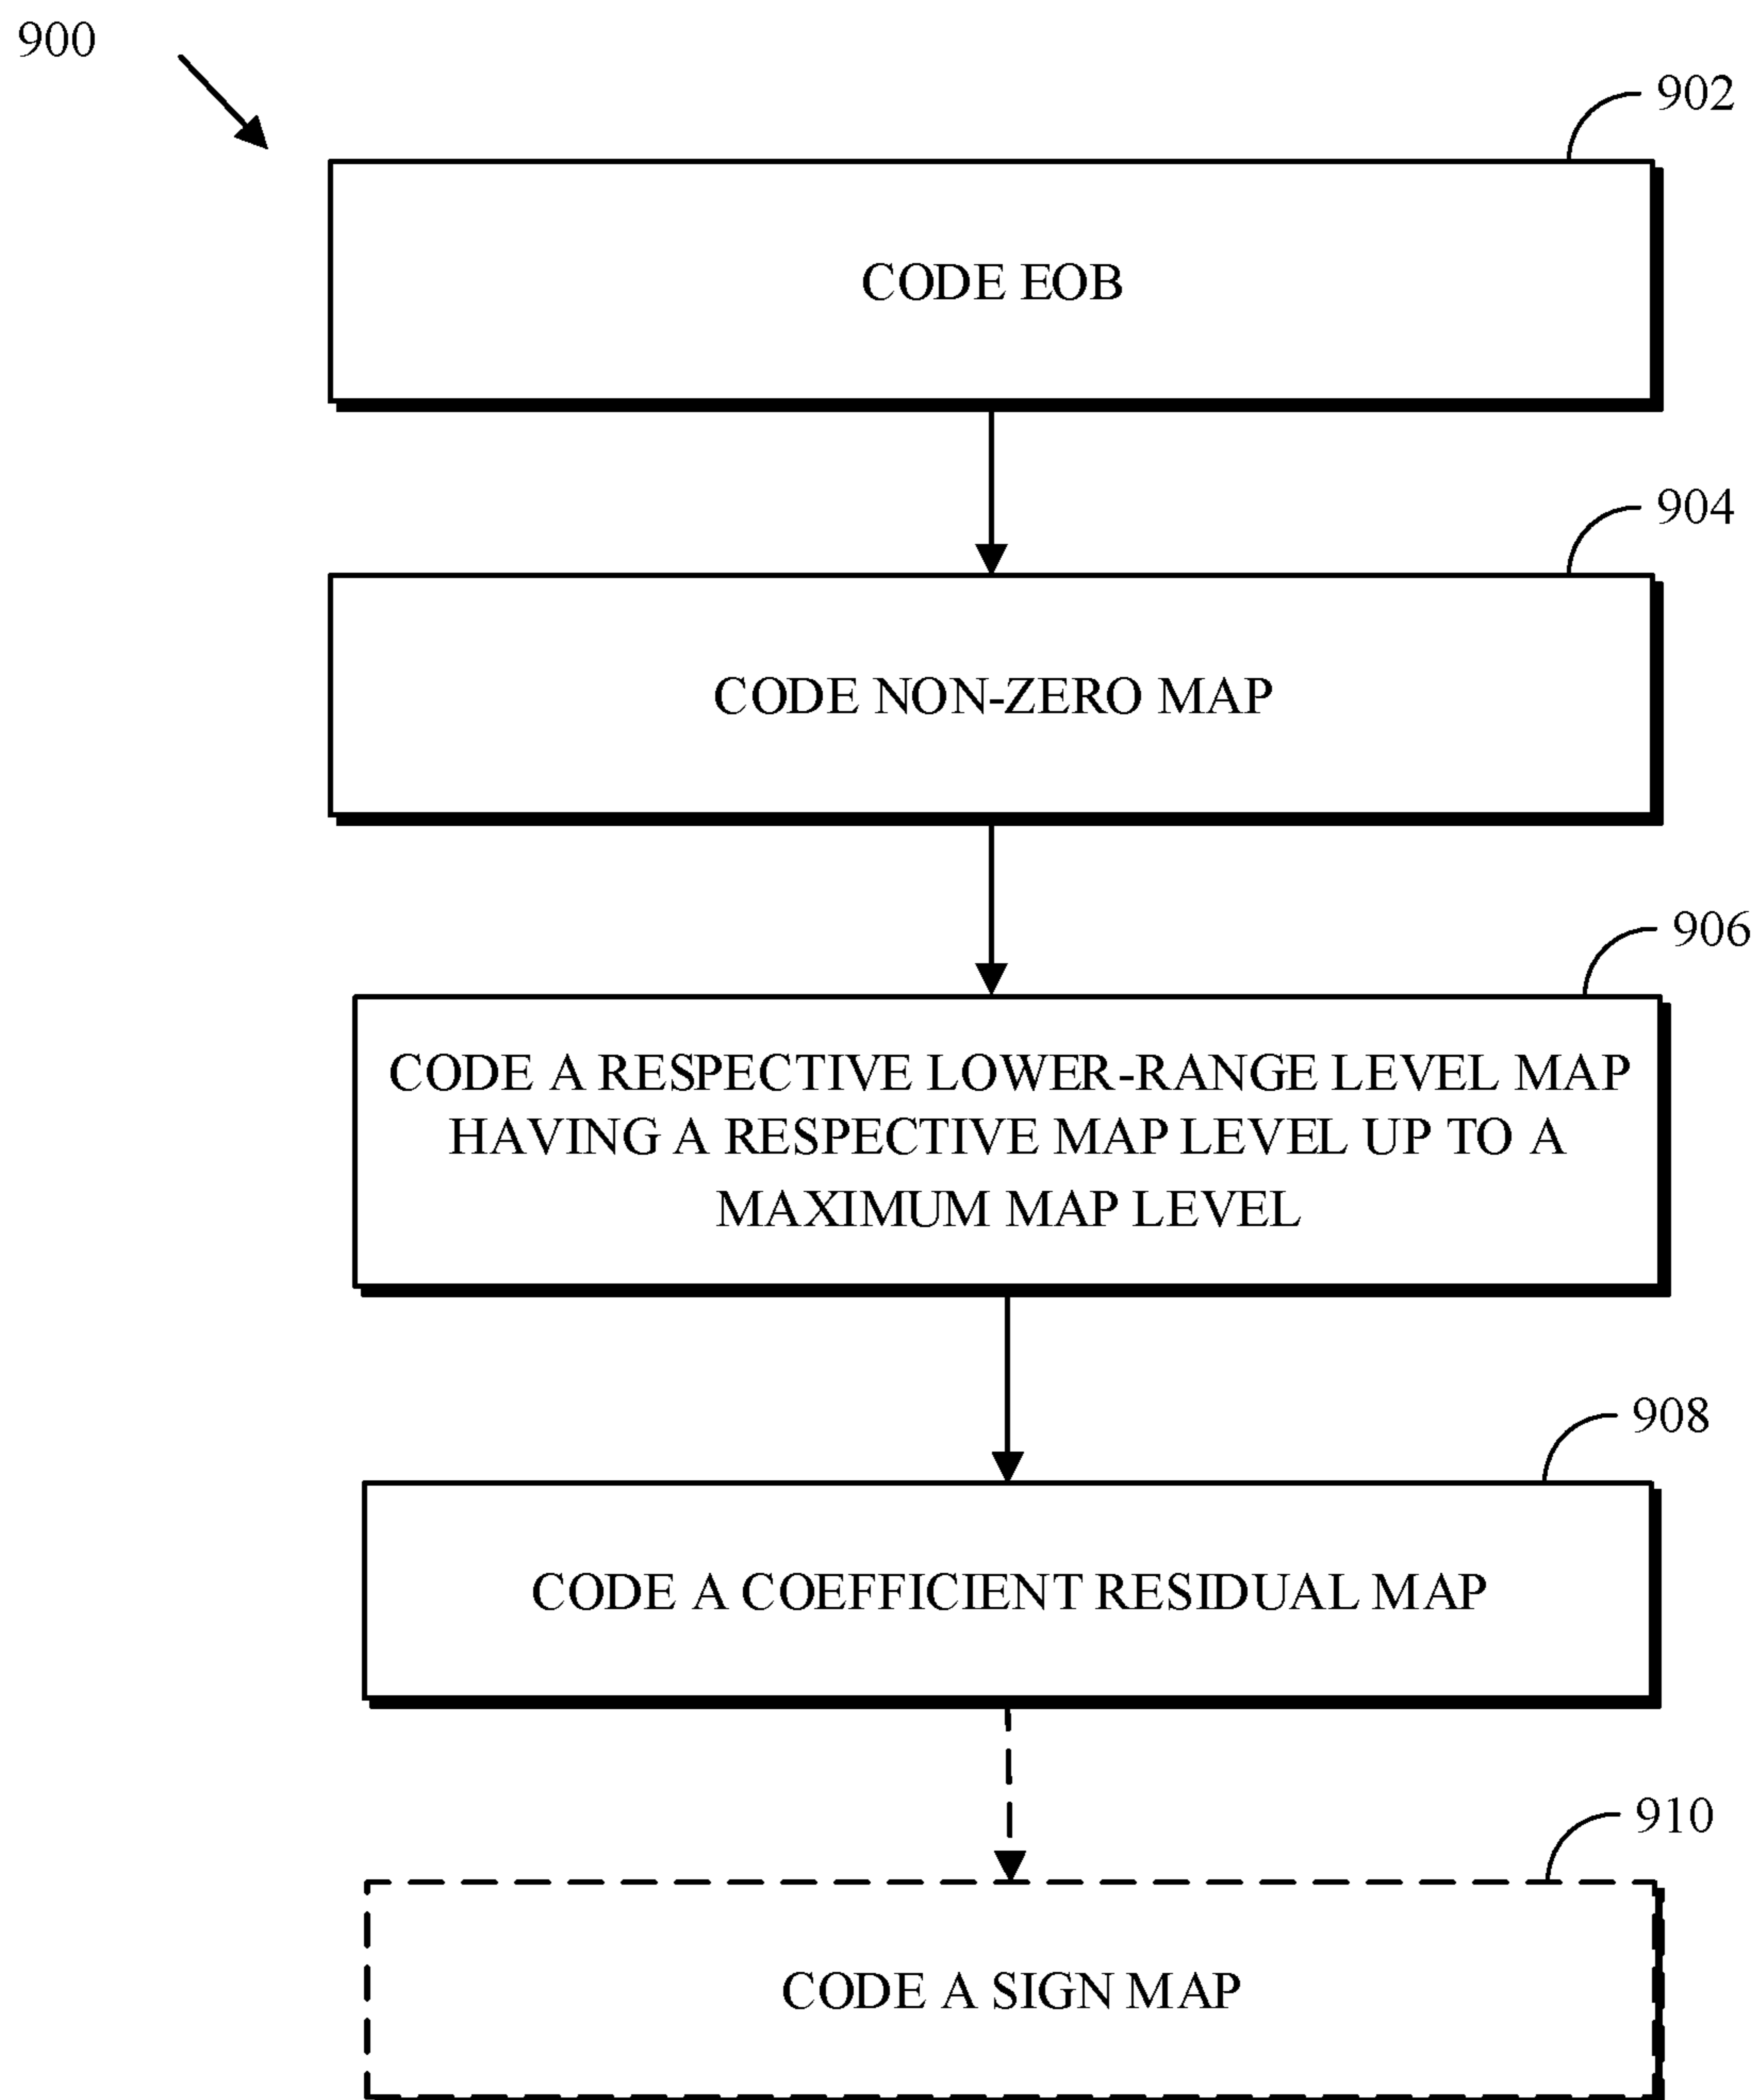 900
902
CODE EOB
904
CODE NON-ZERO MAP
906
CODE A RESPECTIVE LOWER-RANGE LEVEL MAP
HAVING A RESPECTIVE MAP LEVEL UP TO A
MAXIMUM MAP LEVEL
908
CODE A COEFFICIENT RESIDUAL MAP
910
CODE A SIGN MAP